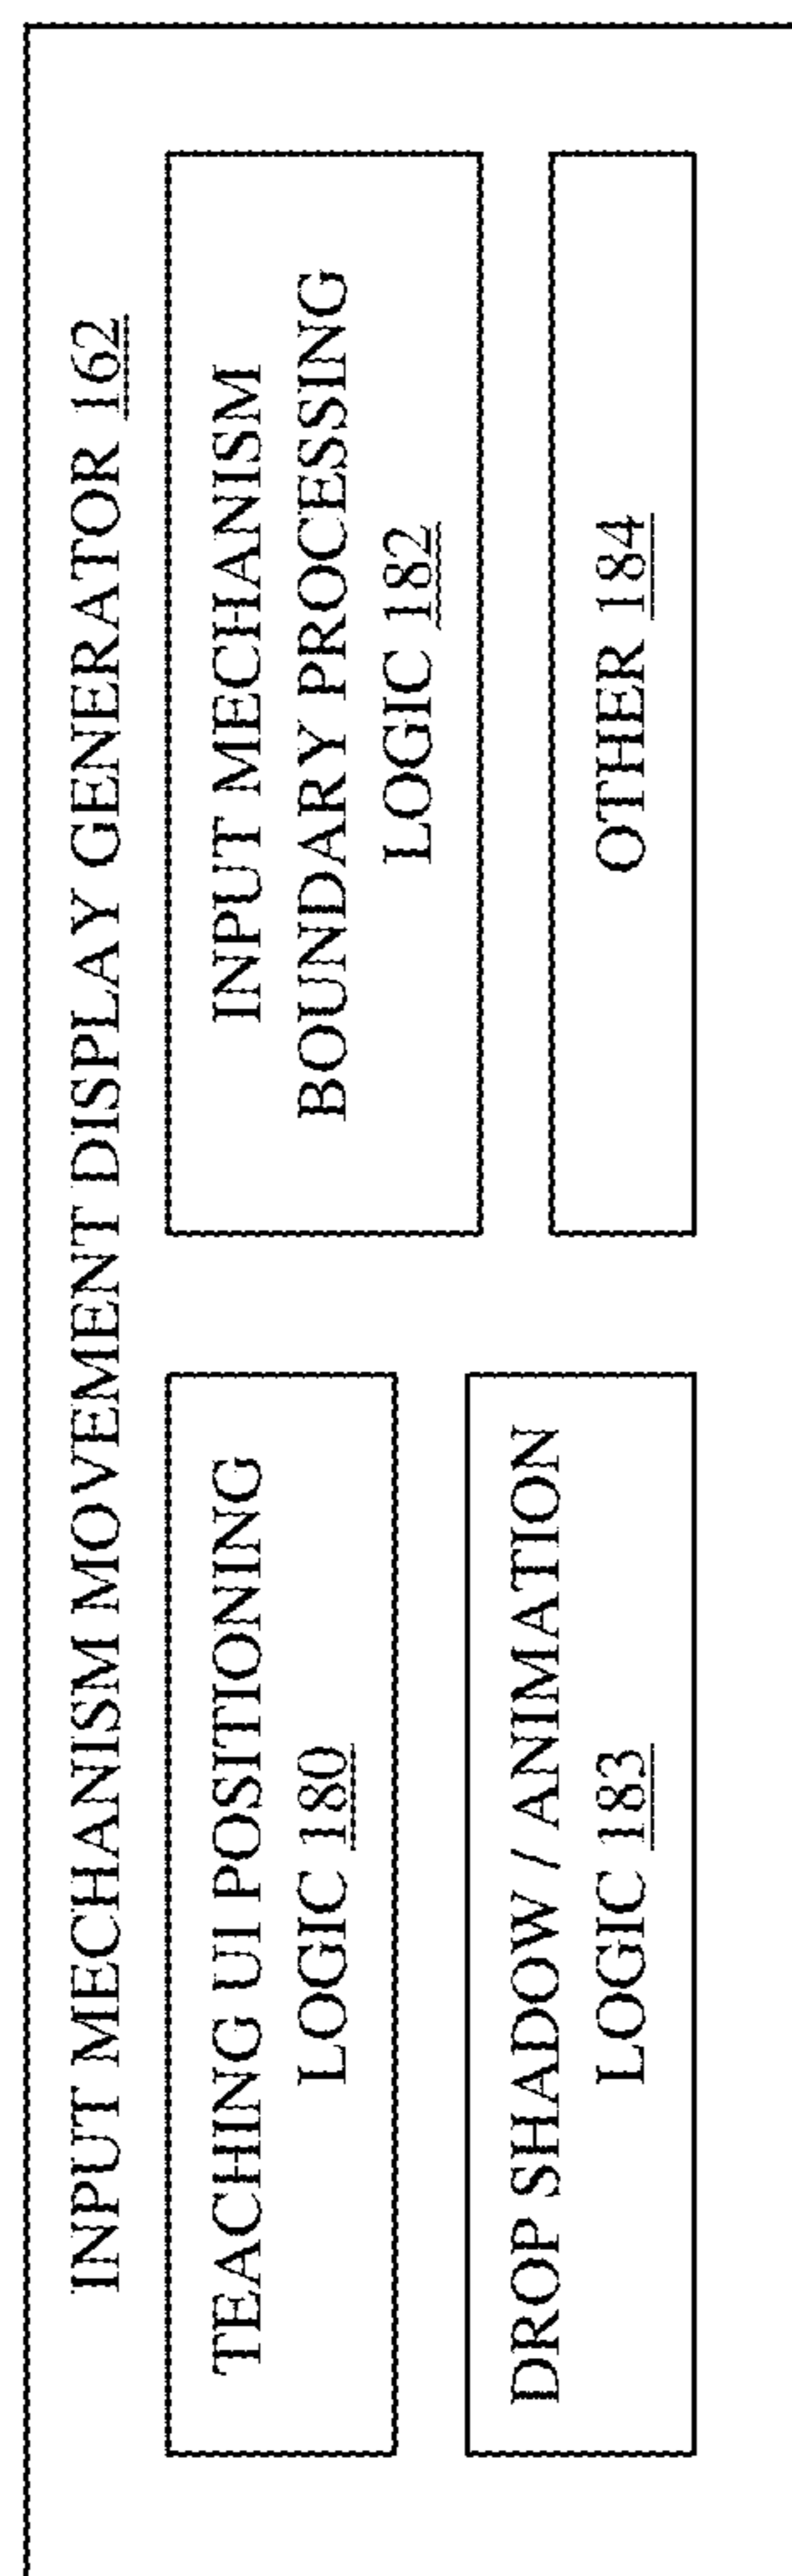 INPUT MECHANISM MOVEMENT DISPLAY GENERATOR 162
TEACHING UI POSITIONING
LOGIC 180
INPUT MECHANISM
BOUNDARY PROCESSING
LOGIC 182
DROP SHADOW / ANIMATION
LOGIC 183
OTHER 184